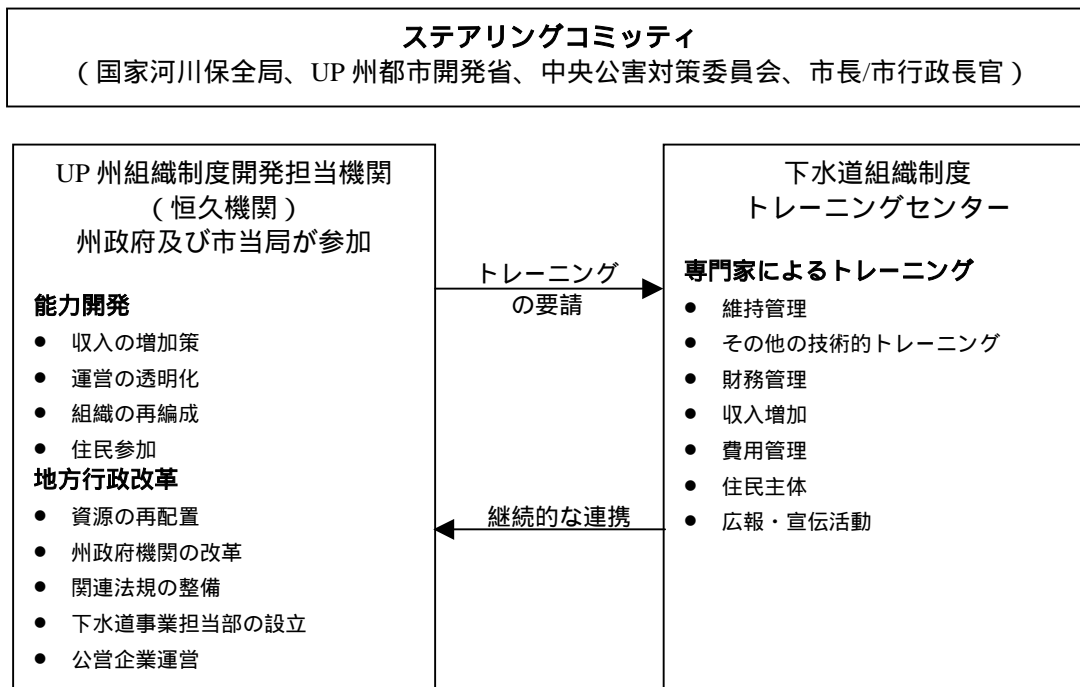 ステアリングコミッティ
（国家河川保全局、UP 州都市開発省、中央公害対策委員会、市長/市行政長官）
UP 州組織制度開発担当機関
（恒久機関）
州政府及び市当局が参加
能力開発
● 収入の増加策
● 運営の透明化
● 組織の再編成
● 住民参加
地方行政改革
● 資源の再配置
● 州政府機関の改革
● 関連法規の整備
● 下水道事業担当部の設立
● 公営企業運営
トレーニング
の要請
継続的な連携
下水道組織制度
トレーニングセンター
専門家によるトレーニング
● 維持管理
● その他の技術的トレーニング
● 財務管理
● 収入増加
● 費用管理
● 住民主体
● 広報・宣伝活動